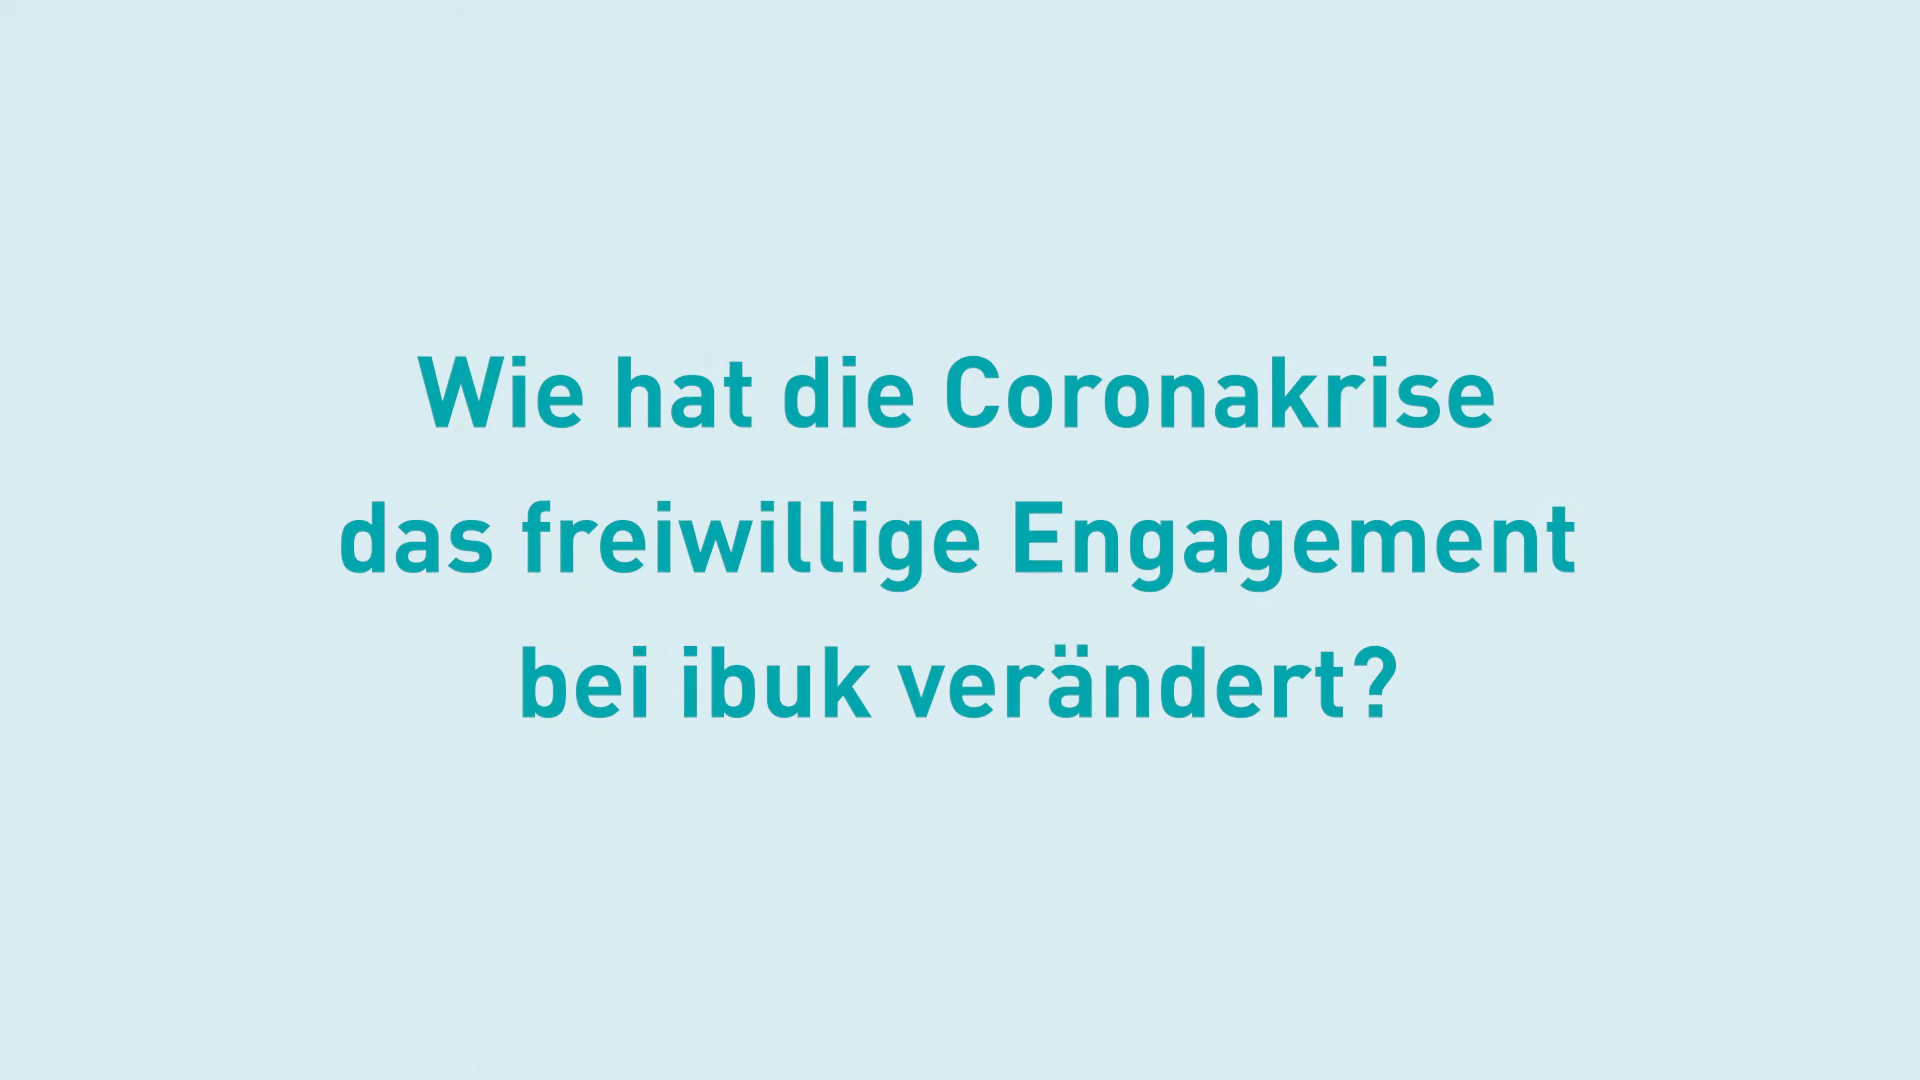 Wie hat die Coronakrise
das freiwillige Engagement
bei ibuk verändert?